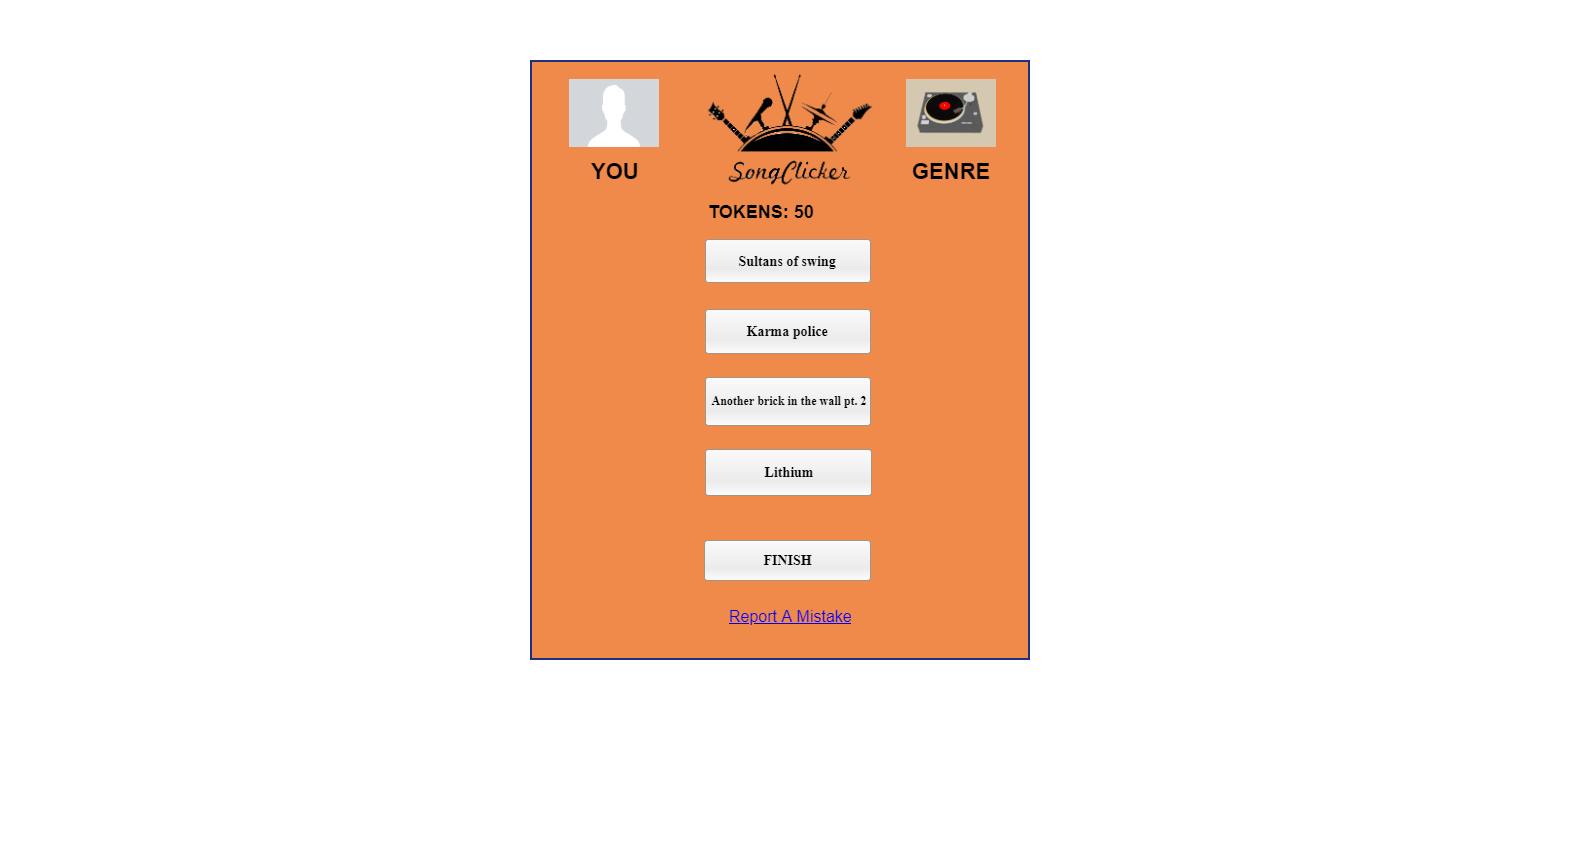 YOU
SongClicker
GENRE
TOKENS: 50
Sultans of swing
Karma police
Another brick in the wall pt. 2
Lithium
FINISH
Report A Mistake